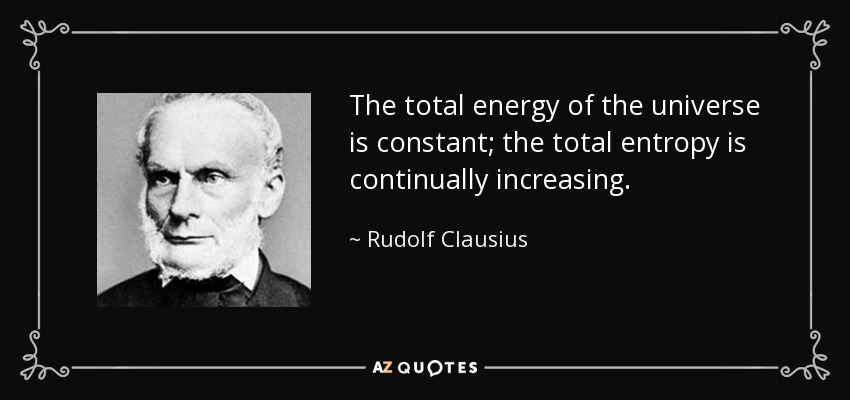 The total energy of the universe
is constant; the total entropy is
continually increasing.
~ Rudolf Clausius
AZ QUOTES